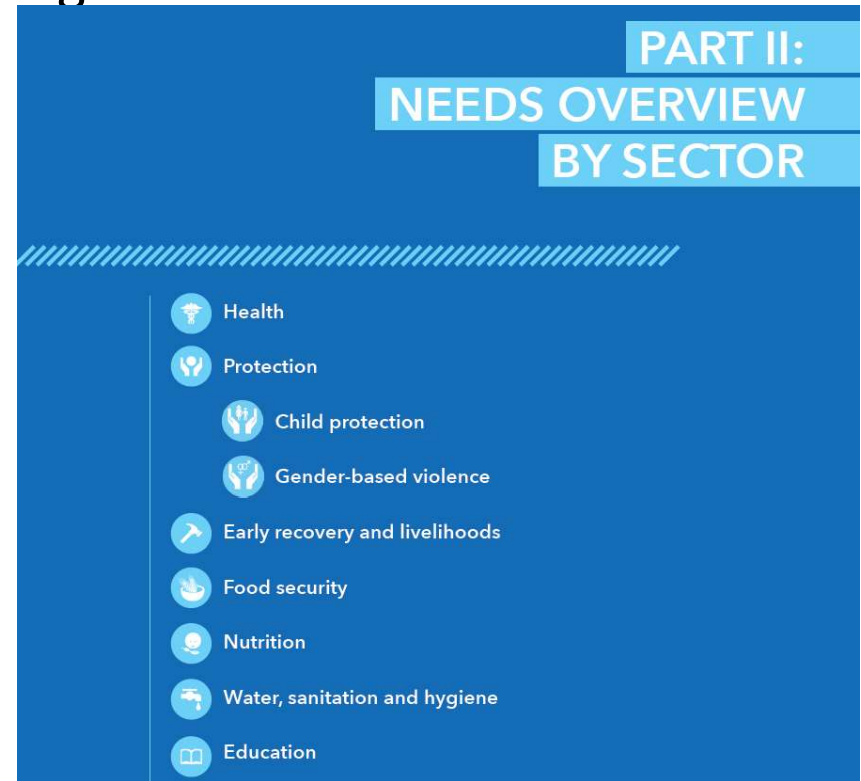 PART II:
NEEDS OVERVIEW
BY SECTOR
Health
Protection
Child protection
Gender-based violence
Early recovery and livelihoods
Food security
Nutrition
Water, sanitation and hygiene
Education